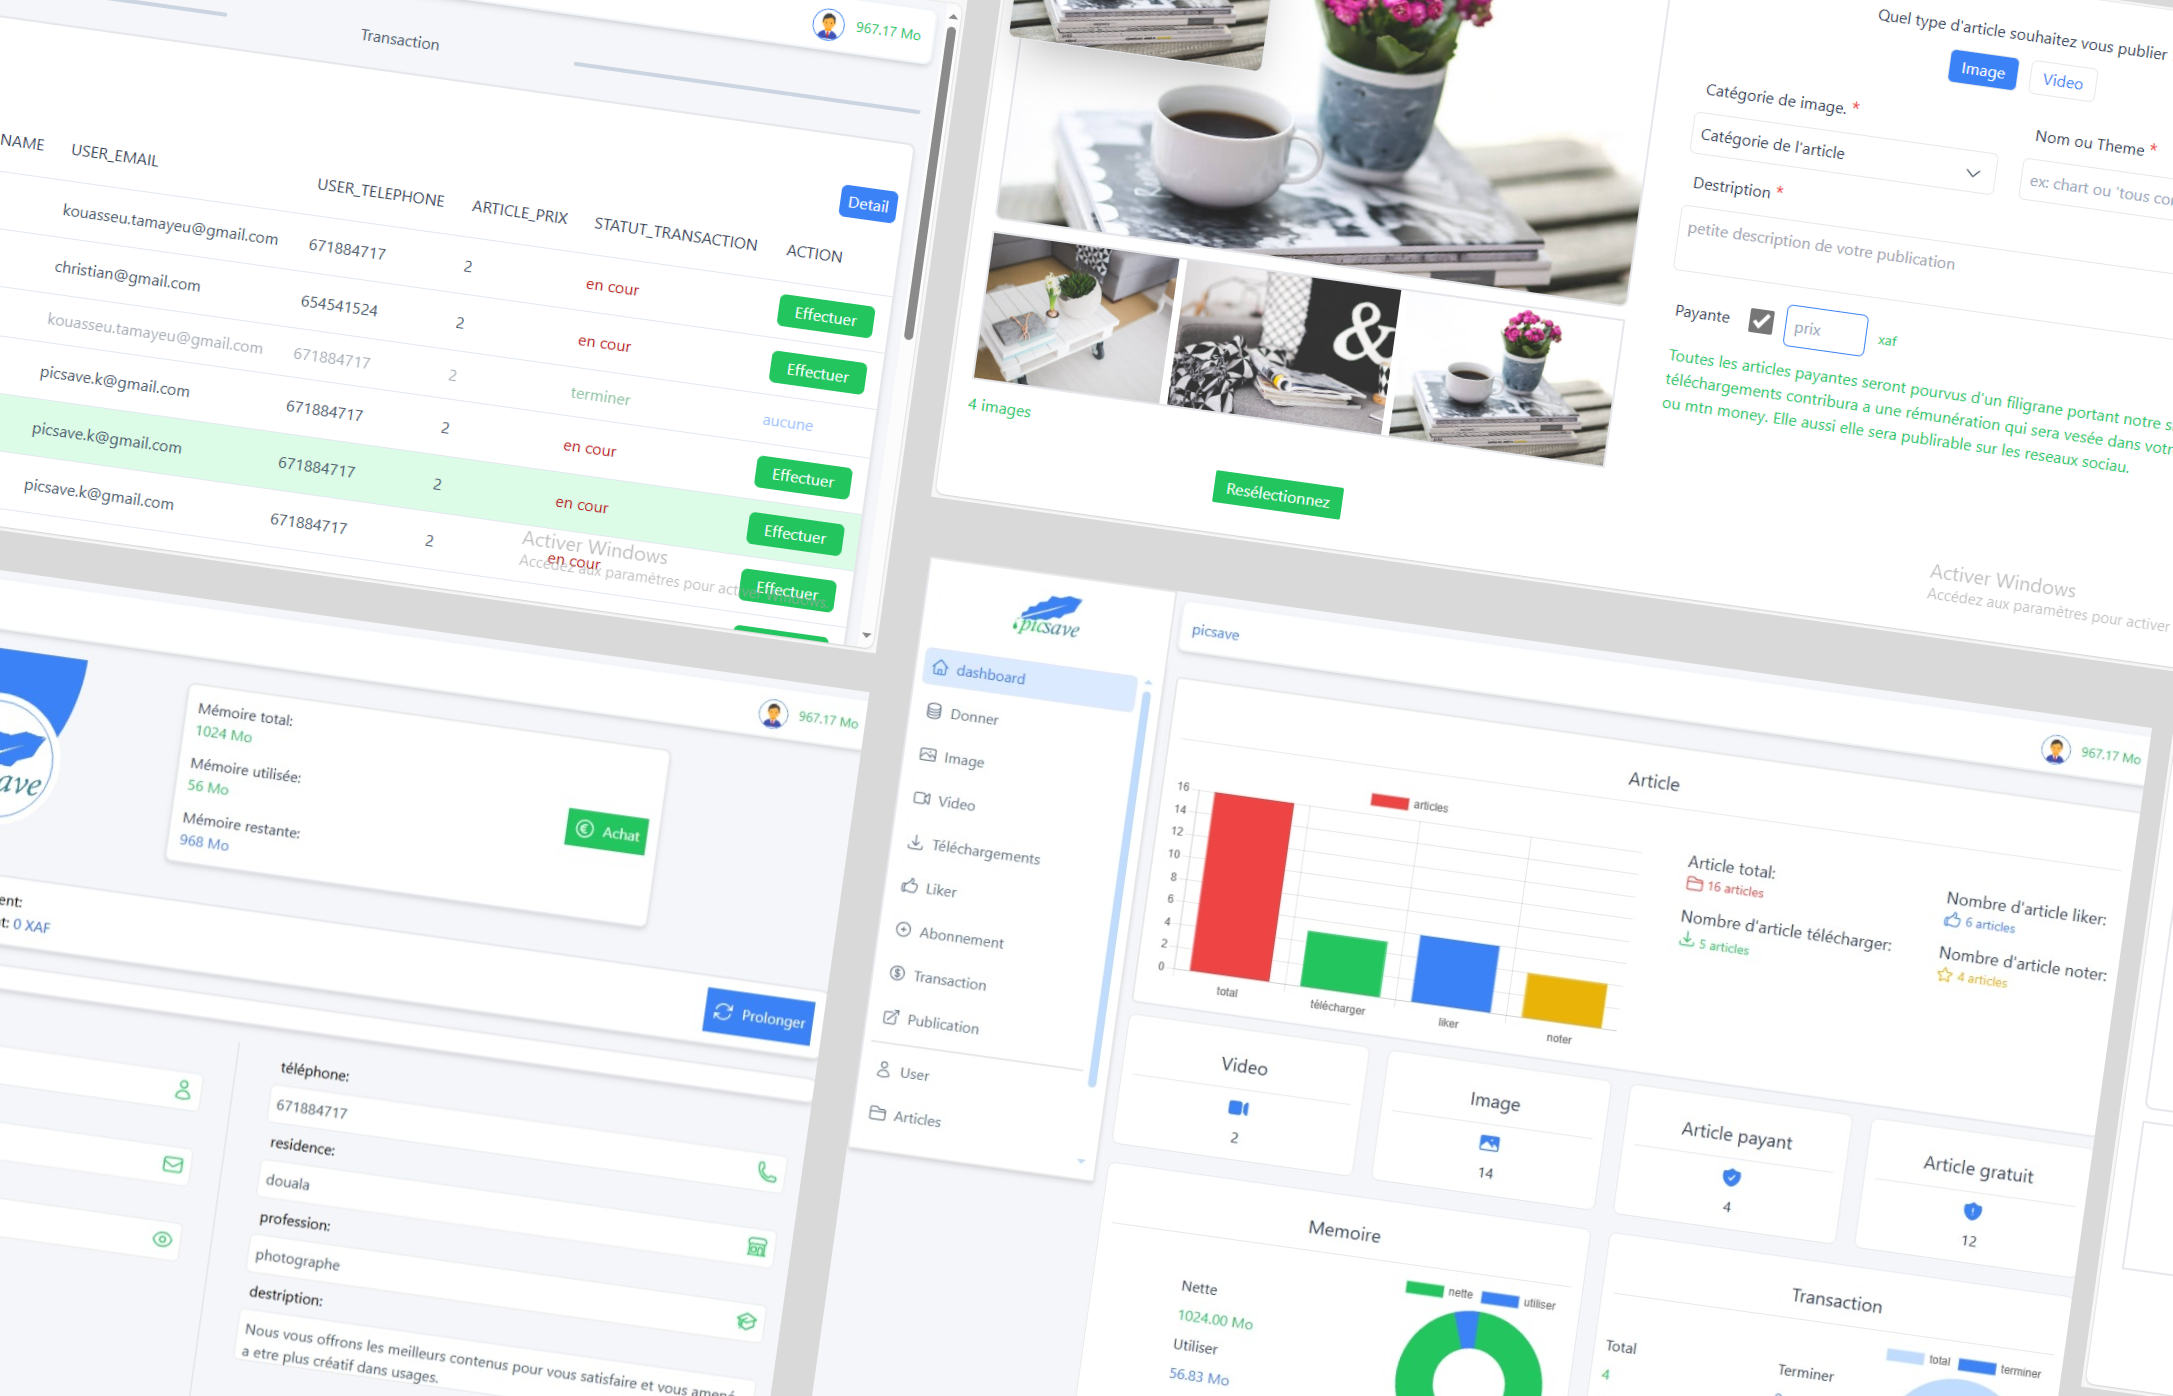 967.17 Mo
Transaction
NAME USER_EMAIL USER_TELEPHONE ARTICLE_PRIX STATUT_TRANSACTION ACTION
Detail
kouasseu.tamayeu@gmail.com 671884717 2 en cour Effectuer
christian@gmail.com 654541524 2 en cour Effectuer
kouasseu.tamayeu@gmail.com 671884717 2 terminer aucune
picsave.k@gmail.com 671884717 2 en cour Effectuer
picsave.k@gmail.com 671884717 2 en cour Effectuer
picsave.k@gmail.com 671884717 2 en cour Effectuer
Activer Windows
Accédez aux paramètres pour activer Windows.
&
4 images
Resélectionnez
Quel type d'article souhaitez vous publier
Image Video
Catégorie de image. *
Catégorie de l'article
Nom ou Theme *
ex: chart ou 'tous co
Destription *
petite description de votre publication
Payante prix xaf
Toutes les articles payantes seront pourvus d'un filigrane portant notre s
téléchargements contribura a une rémunération qui sera vesée dans votr
ou mtn money. Elle aussi elle sera publirable sur les reseaux sociau.
Activer Windows
Accédez aux paramètres pour activer
967.17 Mo
save
Mémoire total:
1024 Mo
Mémoire utilisée:
56 Mo
Mémoire restante:
968 Mo
Achat
ent:
t: 0 XAF
Prolonger
téléphone:
671884717
residence:
douala
profession:
photographe
destription:
Nous vous offrons les meilleurs contenus pour vous satisfaire et vous amené
a etre plus créatif dans usages.
picsave
dashboard
Donner
Image
Video
Téléchargements
Liker
Abonnement
Transaction
Publication
User
Articles
picsave
967.17 Mo
Article
articles
16
14
12
10
8
6
4
2
0
total télécharger liker noter
Article total:
16 articles
Nombre d'article télécharger:
5 articles
Nombre d'article liker:
6 articles
Nombre d'article noter:
4 articles
Video
2
Image
14
Article payant
4
Article gratuit
12
Memoire
Nette
1024.00 Mo
Utiliser
56.83 Mo
nette utiliser
Transaction
Total
4
Terminer
total terminer